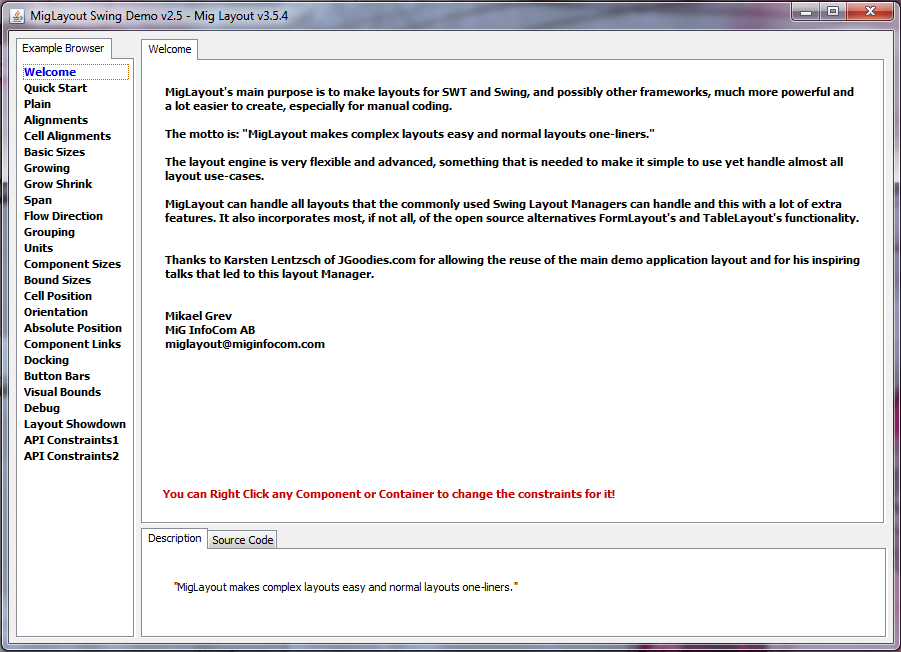 MigLayout Swing Demo v2.5 - Mig Layout v3.5.4
Example Browser
Welcome
Quick Start
Plain
Alignments
Cell Alignments
Basic Sizes
Growing
Grow Shrink
Span
Flow Direction
Grouping
Units
Component Sizes
Bound Sizes
Cell Position
Orientation
Absolute Position
Component Links
Docking
Button Bars
Visual Bounds
Debug
Layout Showdown
API Constraints1
API Constraints2
Welcome
MigLayout's main purpose is to make layouts for SWT and Swing, and possibly other frameworks, much more powerful and
a lot easier to create, especially for manual coding.
The motto is: "MigLayout makes complex layouts easy and normal layouts one-liners."
The layout engine is very flexible and advanced, something that is needed to make it simple to use yet handle almost all
layout use-cases.
MigLayout can handle all layouts that the commonly used Swing Layout Managers can handle and this with a lot of extra
features. It also incorporates most, if not all, of the open source alternatives FormLayout's and TableLayout's functionality.
Thanks to Karsten Lentzsch of JGoodies.com for allowing the reuse of the main demo application layout and for his inspiring
talks that led to this layout Manager.
Mikael Grev
MiG InfoCom AB
miglayout@miginfocom.com
You can Right Click any Component or Container to change the constraints for it!
Description
Source Code
"MigLayout makes complex layouts easy and normal layouts one-liners."